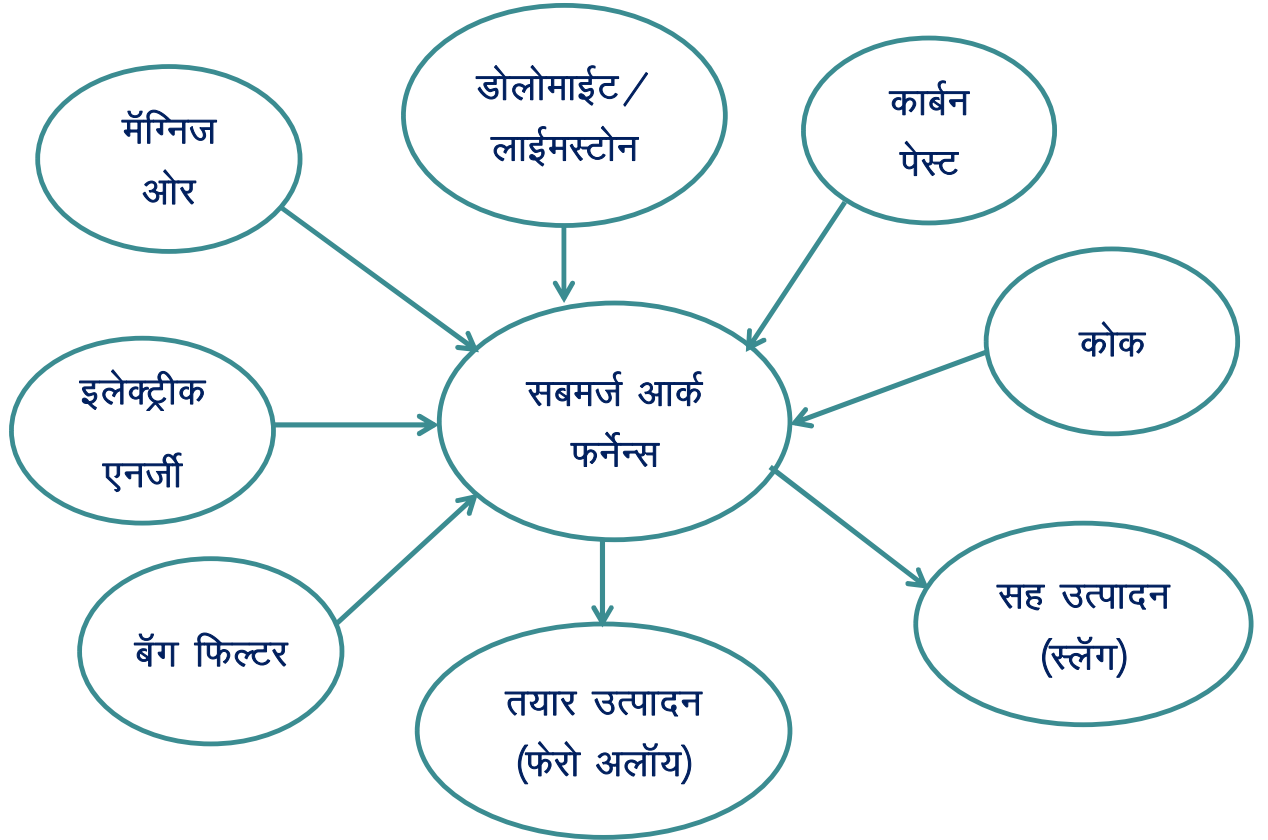 मॅग्निज
ओर
डोलोमाईट/
लाईमस्टोन
कार्बन
पेस्ट
कोक
इलेक्ट्रीक
एनर्जी
सबमर्ज आर्क
फर्नेन्स
बॅग फिल्टर
तयार उत्पादन
(फेरो अलॉय)
सह उत्पादन
(स्लॅग)